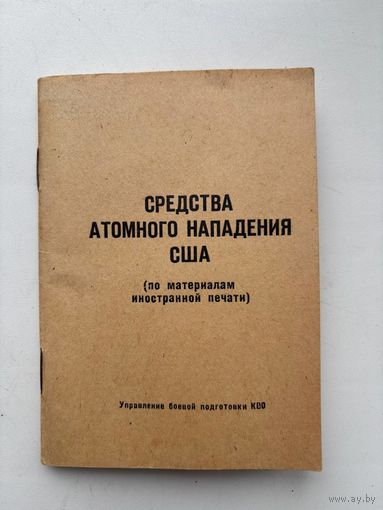 СРЕДСТВА
АТОМНОГО НАПАДЕНИЯ
США
(по материалам
иностранной печати)
Управление боевой подготовки КВО
www.ay.by